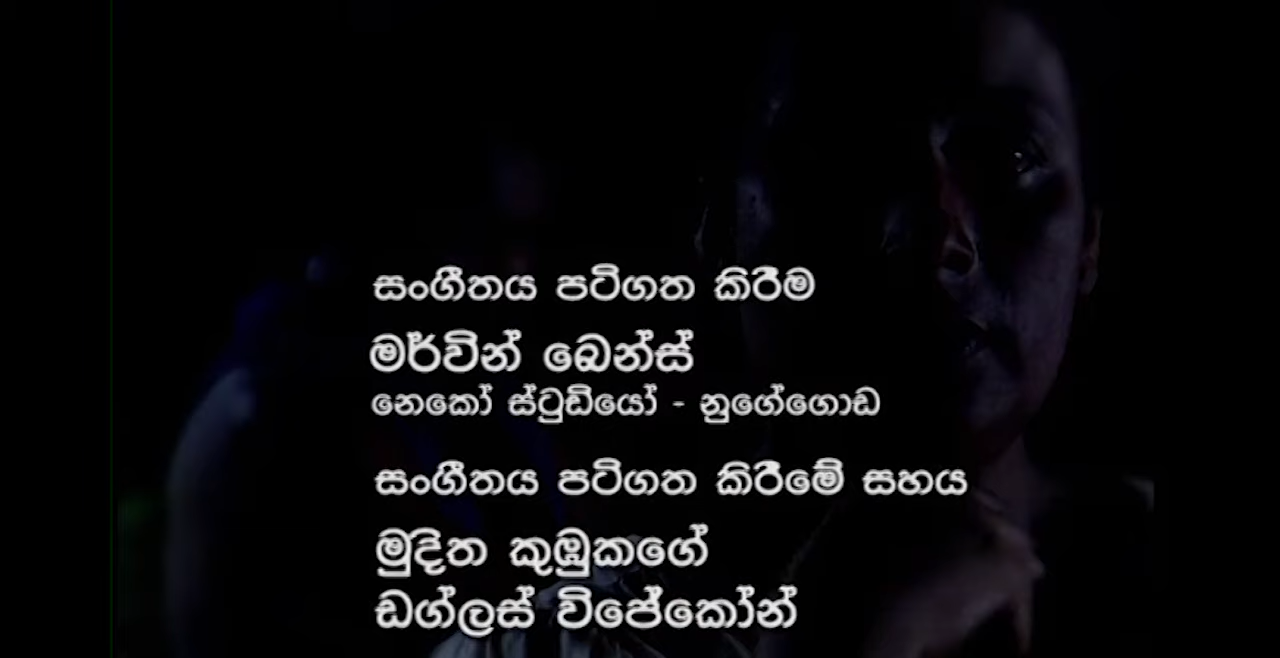 සංගීතය පටිගත කිරීම
මර්වින් බෙන්ස්
නෙකෝ ස්ටුඩියෝ - නුගේගොඩ
සංගීතය පටිගත කිරීමේ සහය
මුදිත කුඹුකගේ
ඩග්ලස් විජේකෝන්